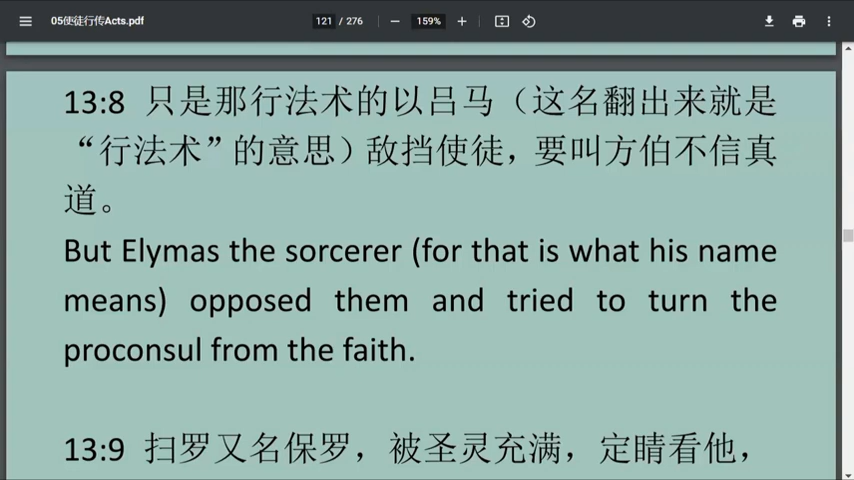 05使徒行传Acts.pdf
121 / 276
159%
13:8 只是那行法术的以吕马（这名翻出来就是
“行法术”的意思）敌挡使徒，要叫方伯不信真
道。
But Elymas the sorcerer (for that is what his name
means) opposed them and tried to turn the
proconsul from the faith.
13:9 扫罗又名保罗，被圣灵充满，定睛看他，